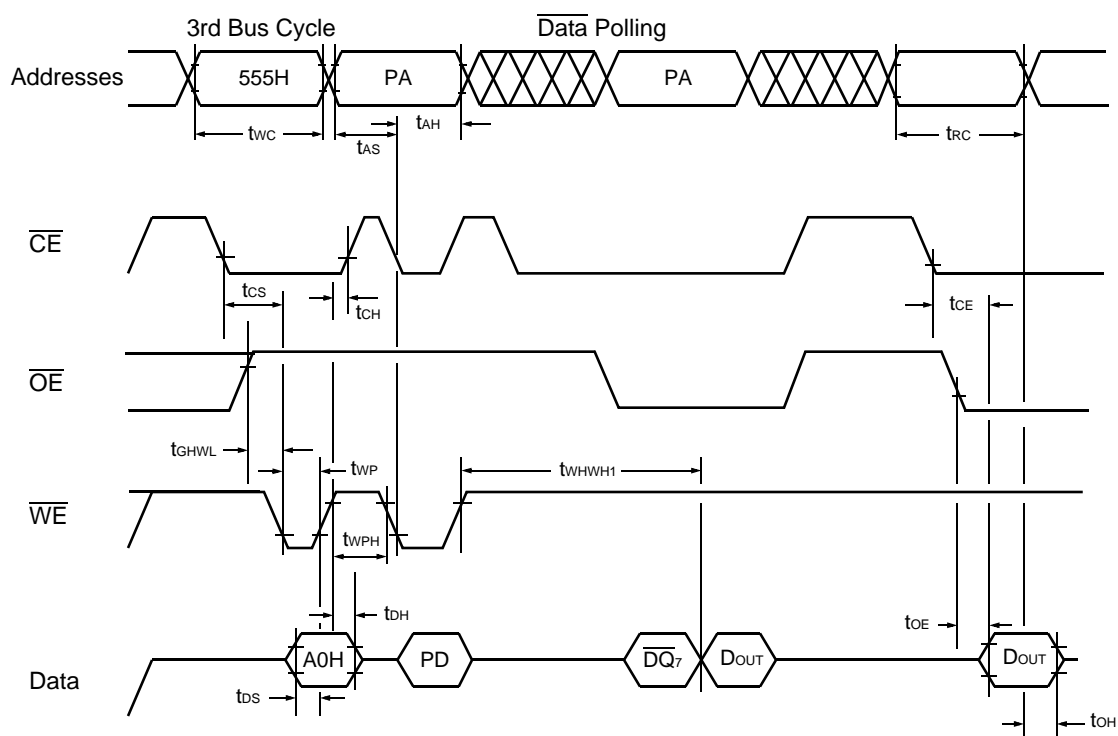 3rd Bus Cycle Data Polling
Addresses 555H PA PA
tWC tAS tAH tRC
CE
tCS tCH tCE
OE
tGHWL tWP tWHWH1
WE
tWPH
tDH tOE
Data A0H PD DQ7 DOUT DOUT
tDS tOH